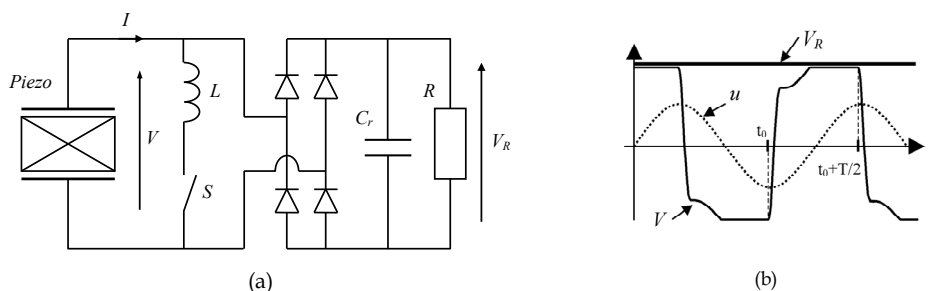 I
Piezo
V
L
S
C_r
R
V_R
(a)
V_R
u
t_0
t_0+T/2
V
(b)